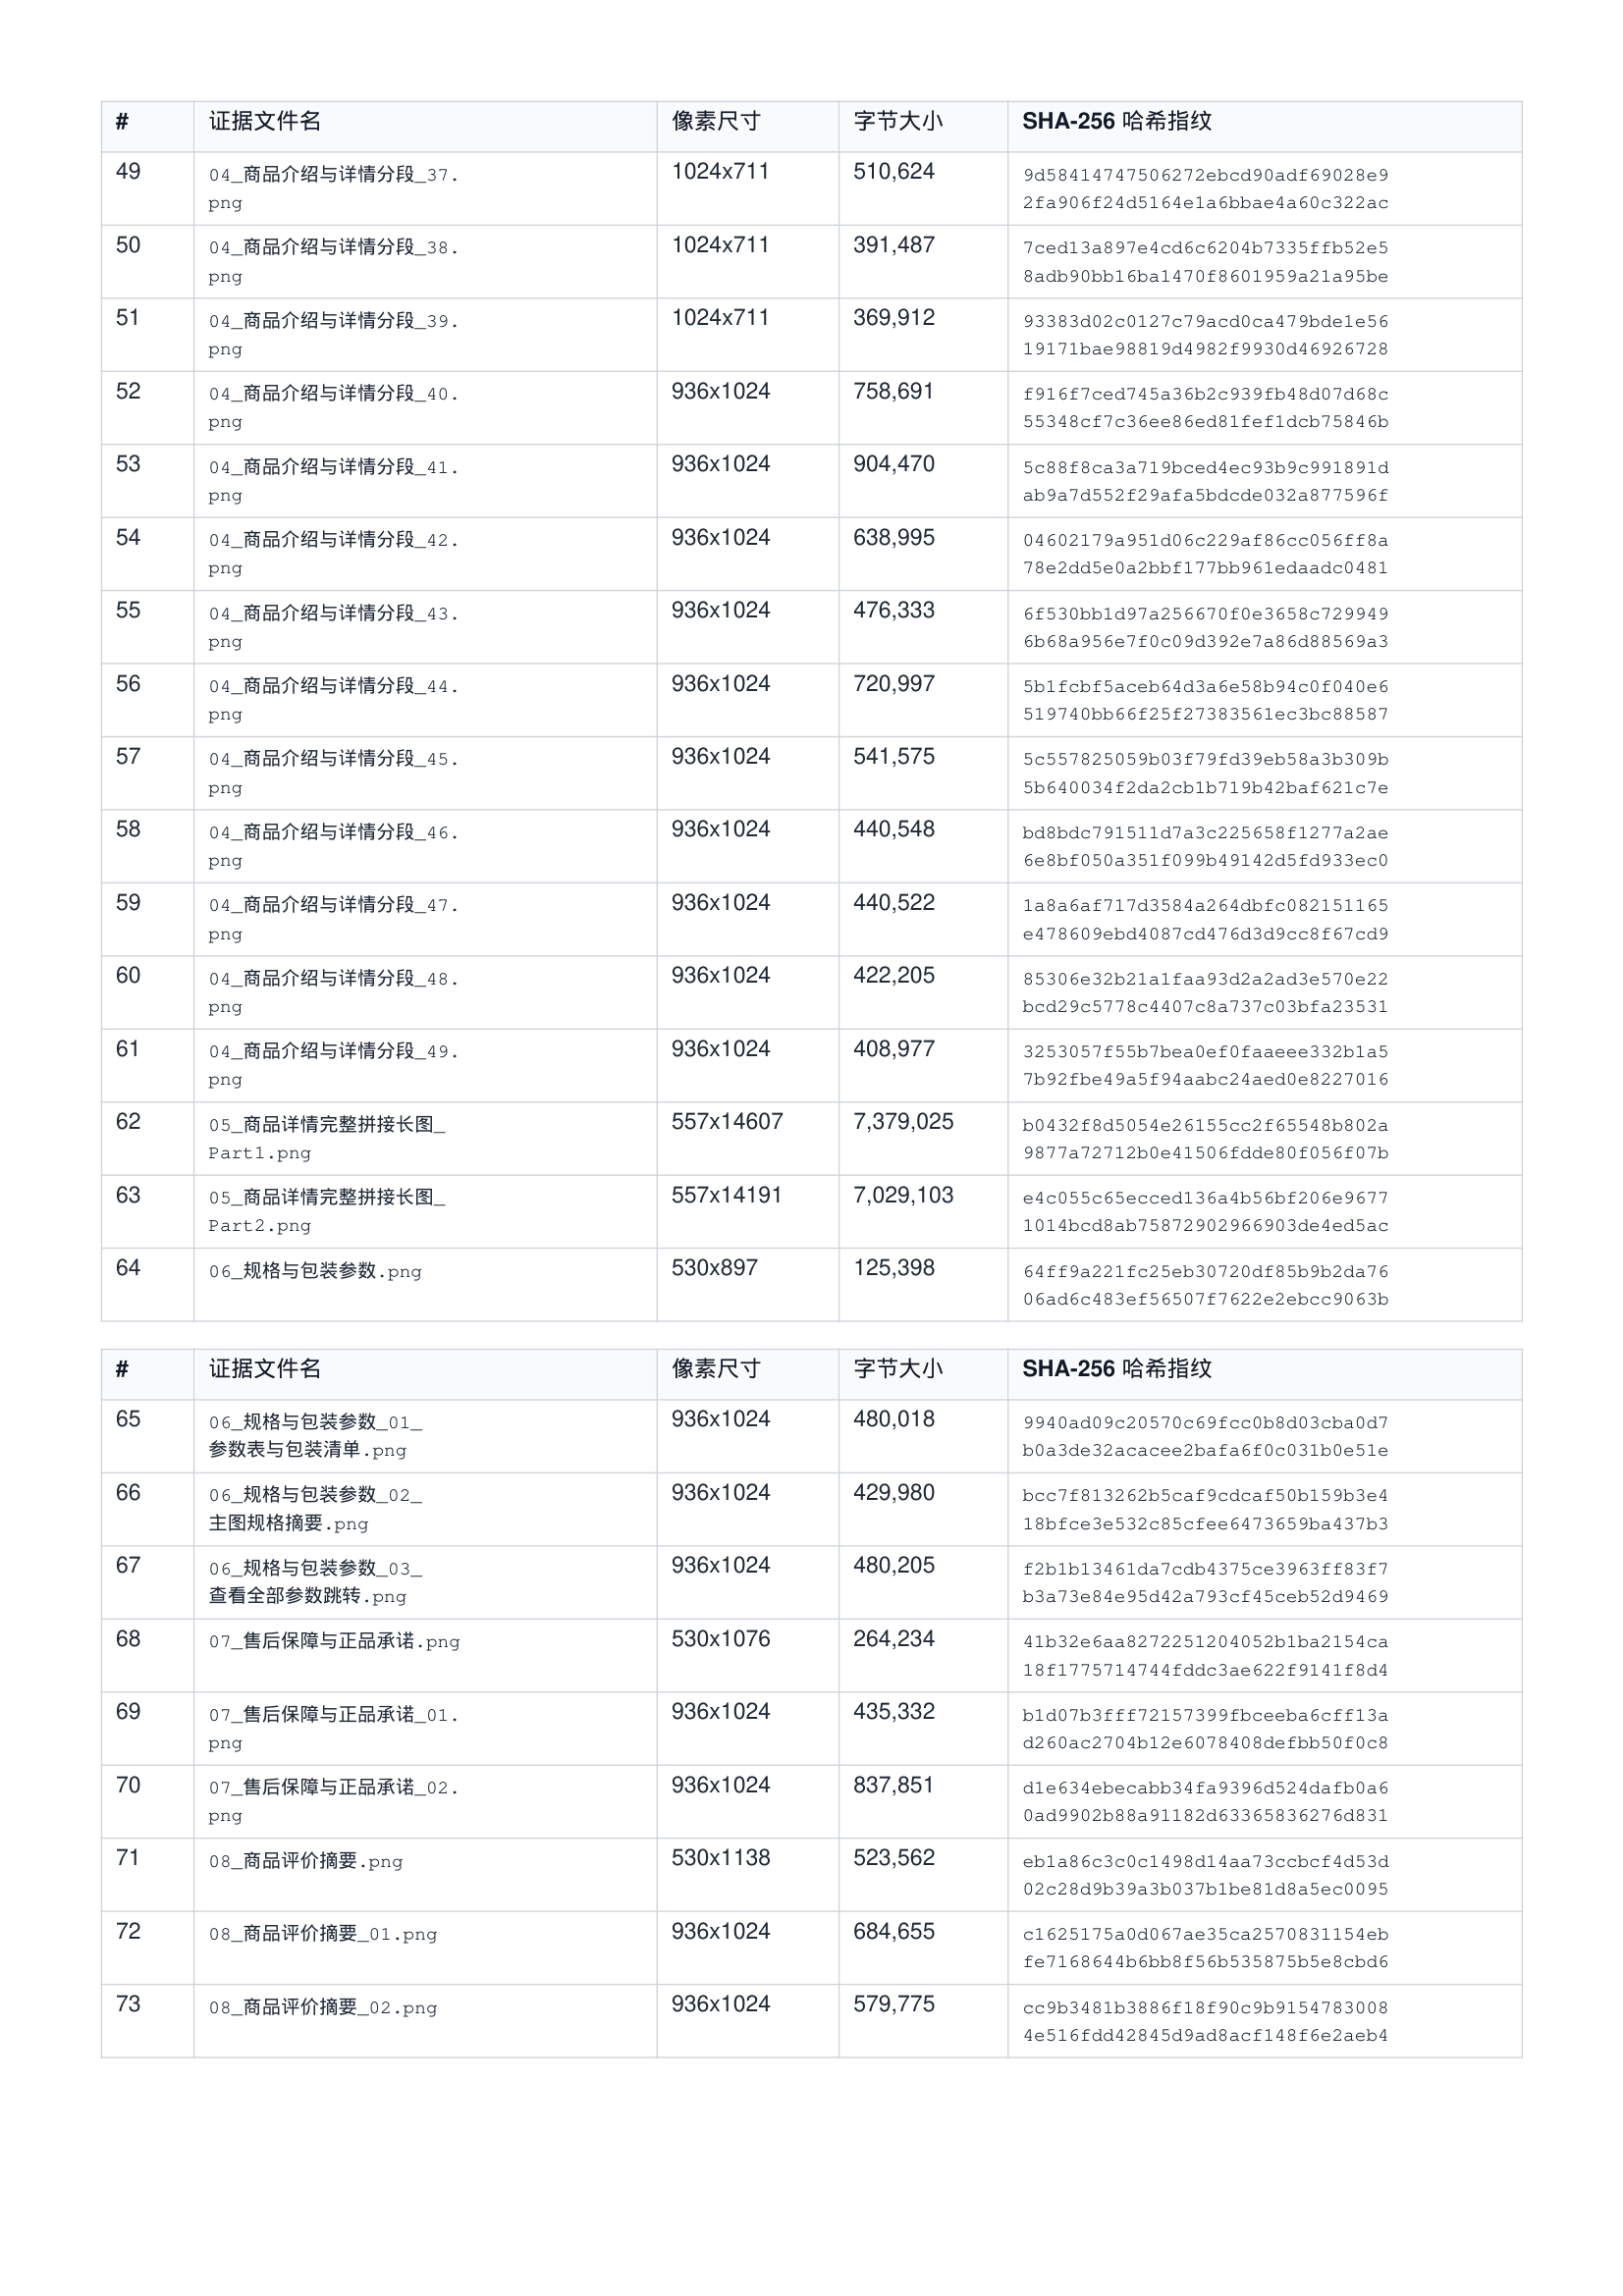 # 证据文件名 像素尺寸 字节大小 SHA-256 哈希指纹
49 04_商品介绍与详情分段_37. 1024x711 510,624 9d58414747506272ebcd90adf69028e9
png 2fa906f24d5164e1a6bbae4a60c322ac
50 04_商品介绍与详情分段_38. 1024x711 391,487 7ced13a897e4cd6c6204b7335ffb52e5
png 8adb90bb16ba1470f8601959a21a95be
51 04_商品介绍与详情分段_39. 1024x711 369,912 93383d02c0127c79acd0ca479bde1e56
png 19171bae98819d4982f9930d46926728
52 04_商品介绍与详情分段_40. 936x1024 758,691 f916f7ced745a36b2c939fb48d07d68c
png 55348cf7c36ee86ed81fef1dcb75846b
53 04_商品介绍与详情分段_41. 936x1024 904,470 5c88f8ca3a719bced4ec93b9c991891d
png ab9a7d552f29afa5bdcde032a877596f
54 04_商品介绍与详情分段_42. 936x1024 638,995 04602179a951d06c229af86cc056ff8a
png 78e2dd5e0a2bbf177bb961edaadc0481
55 04_商品介绍与详情分段_43. 936x1024 476,333 6f530bb1d97a256670f0e3658c729949
png 6b68a956e7f0c09d392e7a86d88569a3
56 04_商品介绍与详情分段_44. 936x1024 720,997 5b1fcbf5aceb64d3a6e58b94c0f040e6
png 519740bb66f25f27383561ec3bc88587
57 04_商品介绍与详情分段_45. 936x1024 541,575 5c557825059b03f79fd39eb58a3b309b
png 5b640034f2da2cb1b719b42baf621c7e
58 04_商品介绍与详情分段_46. 936x1024 440,548 bd8bdc791511d7a3c225658f1277a2ae
png 6e8bf050a351f099b49142d5fd933ec0
59 04_商品介绍与详情分段_47. 936x1024 440,522 1a8a6af717d3584a264dbfc082151165
png e478609ebd4087cd476d3d9cc8f67cd9
60 04_商品介绍与详情分段_48. 936x1024 422,205 85306e32b21a1faa93d2a2ad3e570e22
png bcd29c5778c4407c8a737c03bfa23531
61 04_商品介绍与详情分段_49. 936x1024 408,977 3253057f55b7bea0ef0faaeee332b1a5
png 7b92fbe49a5f94aabc24aed0e8227016
62 05_商品详情完整拼接长图_ 557x14607 7,379,025 b0432f8d5054e26155cc2f65548b802a
Part1.png 9877a72712b0e41506fdde80f056f07b
63 05_商品详情完整拼接长图_ 557x14191 7,029,103 e4c055c65ecced136a4b56bf206e9677
Part2.png 1014bcd8ab75872902966903de4ed5ac
64 06_规格与包装参数.png 530x897 125,398 64ff9a221fc25eb30720df85b9b2da76
06ad6c483ef56507f7622e2ebcc9063b
# 证据文件名 像素尺寸 字节大小 SHA-256 哈希指纹
65 06_规格与包装参数_01_ 936x1024 480,018 9940ad09c20570c69fcc0b8d03cba0d7
参数表与包装清单.png b0a3de32acacee2bafa6f0c031b0e51e
66 06_规格与包装参数_02_ 936x1024 429,980 bcc7f813262b5caf9cdcaf50b159b3e4
主图规格摘要.png 18bfce3e532c85cfee6473659ba437b3
67 06_规格与包装参数_03_ 936x1024 480,205 f2b1b13461da7cdb4375ce3963ff83f7
查看全部参数跳转.png b3a73e84e95d42a793cf45ceb52d9469
68 07_售后保障与正品承诺.png 530x1076 264,234 41b32e6aa8272251204052b1ba2154ca
18f1775714744fddc3ae622f9141f8d4
69 07_售后保障与正品承诺_01. 936x1024 435,332 b1d07b3fff72157399fbceeba6cff13a
png d260ac2704b12e6078408defbb50f0c8
70 07_售后保障与正品承诺_02. 936x1024 837,851 d1e634ebecabb34fa9396d524dafb0a6
png 0ad9902b88a91182d63365836276d831
71 08_商品评价摘要.png 530x1138 523,562 eb1a86c3c0c1498d14aa73ccbcf4d53d
02c28d9b39a3b037b1be81d8a5ec0095
72 08_商品评价摘要_01.png 936x1024 684,655 c1625175a0d067ae35ca2570831154eb
fe7168644b6bb8f56b535875b5e8cbd6
73 08_商品评价摘要_02.png 936x1024 579,775 cc9b3481b3886f18f90c9b9154783008
4e516fdd42845d9ad8acf148f6e2aeb4